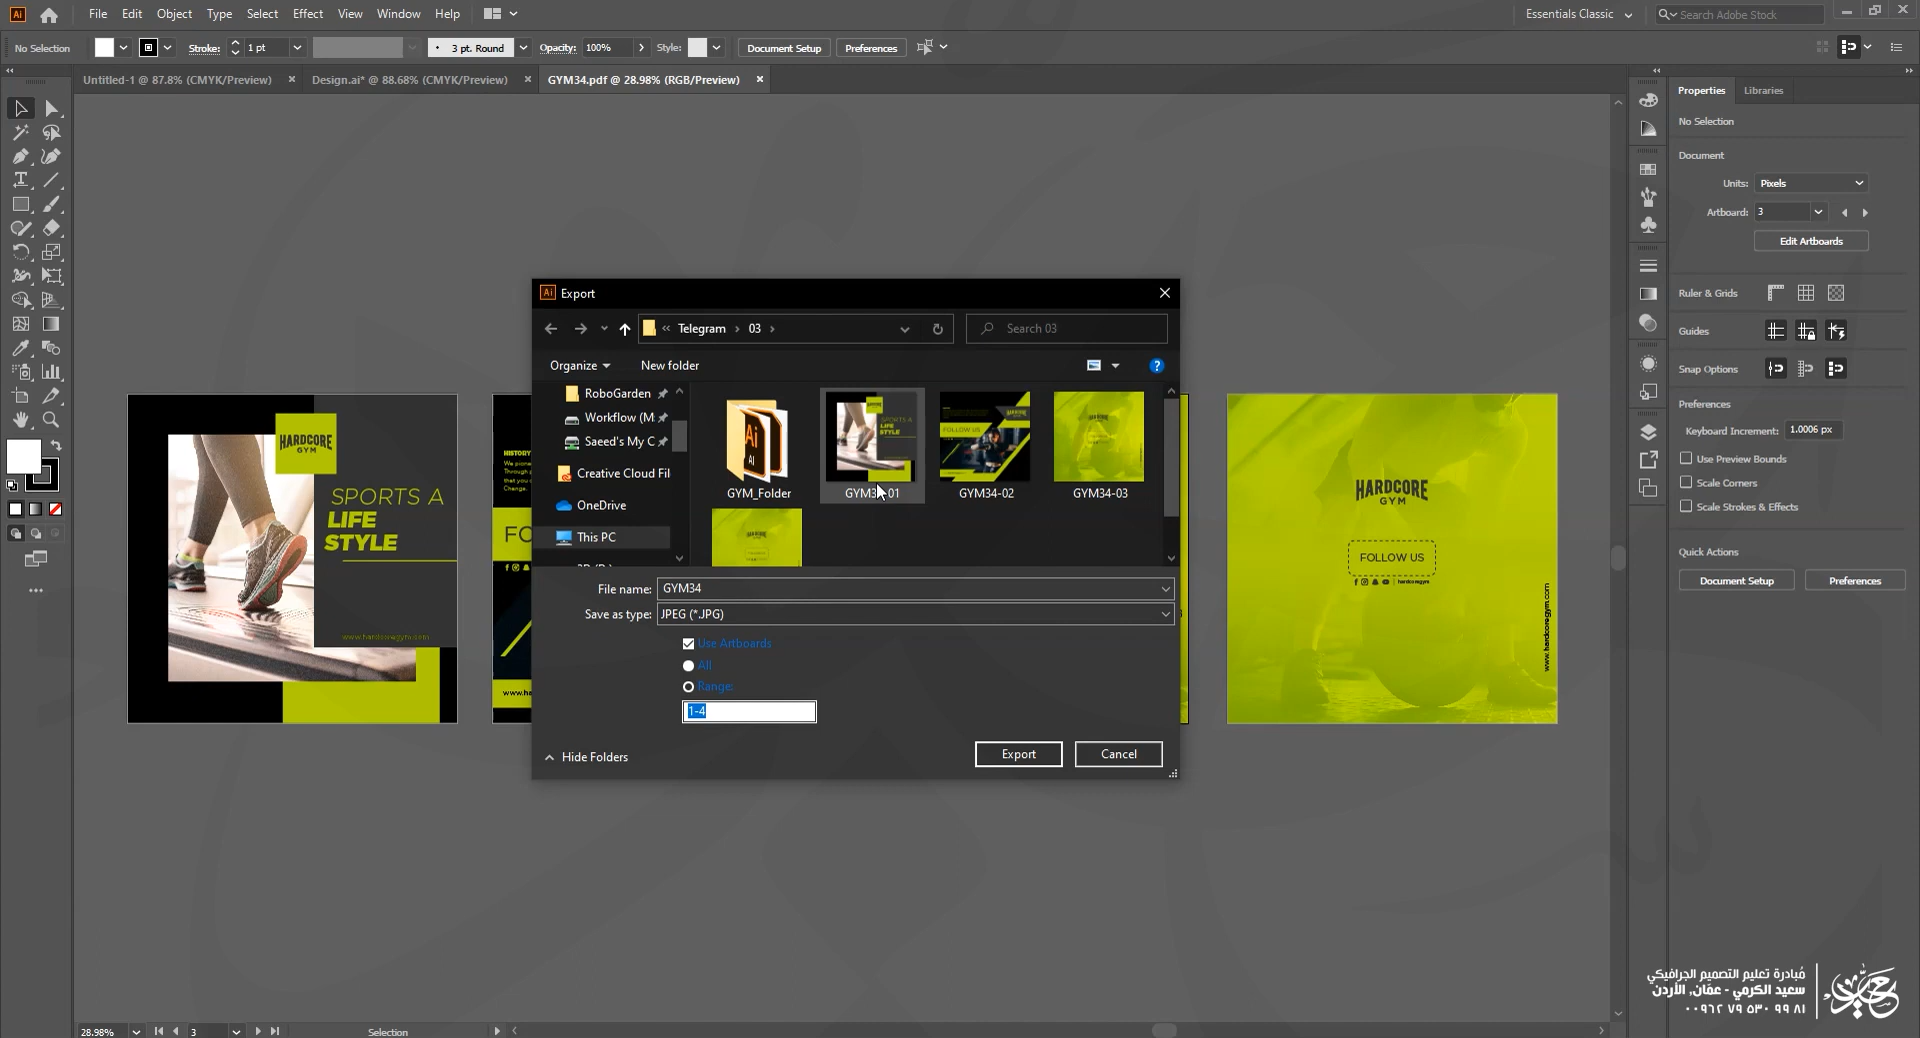 File Edit Object Type Select Effect View Window Help
Essentials Classic
Search Adobe Stock
No Selection
Stroke: 1 pt
3 pt. Round
Opacity: 100%
Style:
Document Setup
Preferences
Untitled-1 @ 87.8% (CMYK/Preview)
Design.ai* @ 88.68% (CMYK/Preview)
GYM34.pdf @ 28.98% (RGB/Preview)
Properties
Libraries
No Selection
Document
Units: Pixels
Artboard: 3
Edit Artboards
Ruler & Grids
Guides
Snap Options
Preferences
Keyboard Increment: 1.0006 px
Use Preview Bounds
Scale Corners
Scale Strokes & Effects
Quick Actions
Document Setup
Preferences
HARDCORE
GYM
SPORTS A
LIFE
STYLE
www.hardcoregym.com
HISTORY
We pione
Through
that you
Change.
FO
www.ha
Ai Export
Telegram › 03 ›
Search 03
Organize
New folder
RoboGarden
Workflow (M:
Saeed's My C
Creative Cloud Fil
OneDrive
This PC
GYM_Folder
GYM34-01
GYM34-02
GYM34-03
File name: GYM34
Save as type: JPEG (*.JPG)
Use Artboards
All
Range:
1-4
Hide Folders
Export
Cancel
HARDCORE
GYM
FOLLOW US
hardcoregym
www.hardcoregym.com
مُبادرة تعليم التصميم الجرافيكي
سعيد الكرمي - عمّان, الأردن
٠٠٩٦٢ ٧٩ ٥٣٠ ٩٩ ٨١
28.98%
3
Selection